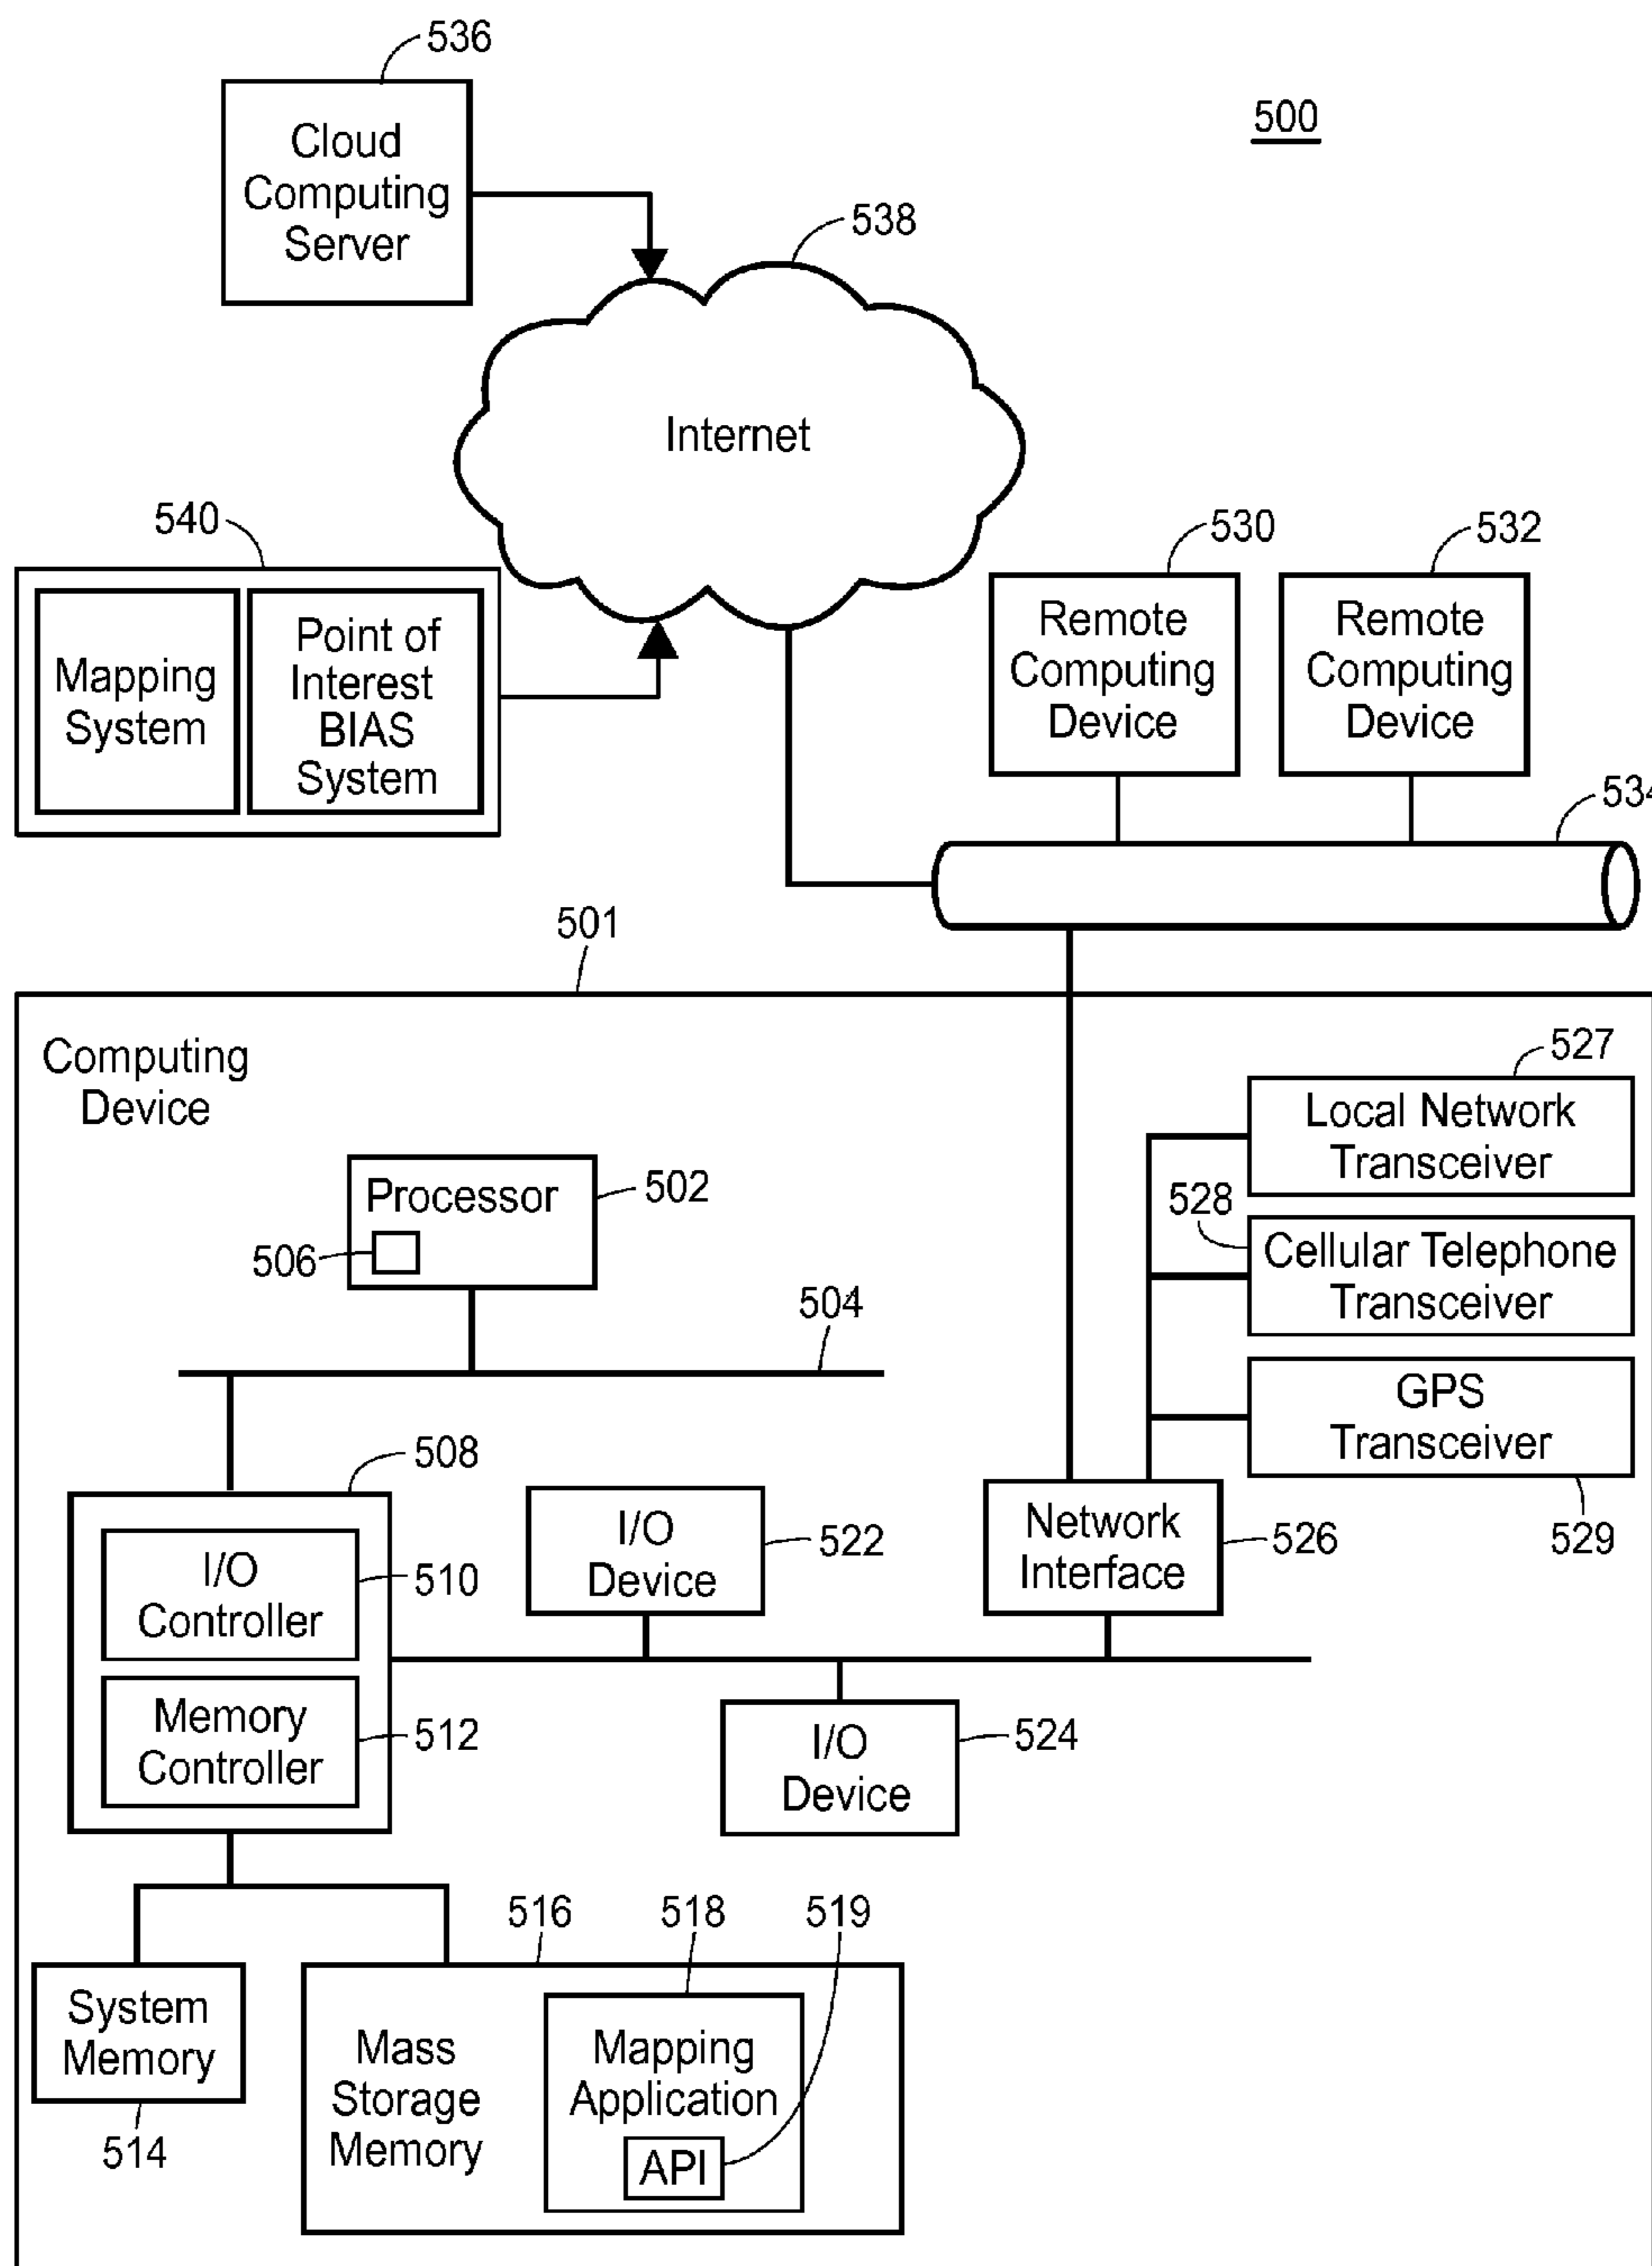 536
500
Cloud
Computing
Server
538
Internet
540
530
532
Mapping
System
Point of
Interest
BIAS
System
Remote
Computing
Device
Remote
Computing
Device
534
501
Computing
Device
527
Local Network
Transceiver
Processor
502
506
528
Cellular Telephone
Transceiver
504
GPS
Transceiver
529
508
I/O
Controller
510
I/O
Device
522
Network
Interface
526
Memory
Controller
512
I/O
Device
524
516
518
519
System
Memory
514
Mass
Storage
Memory
Mapping
Application
API